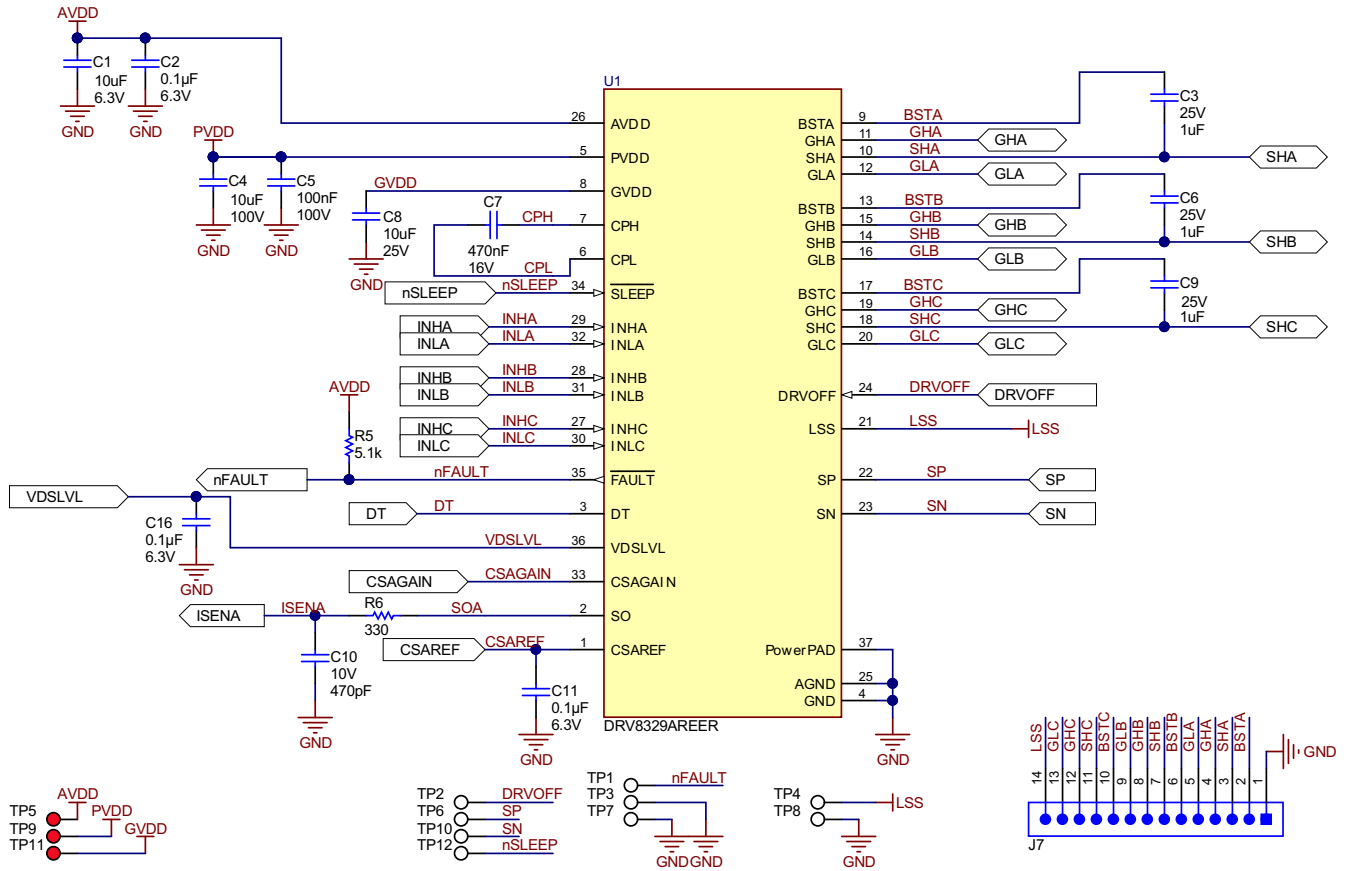 AVDD
C1
10uF
6.3V
GND
C2
0.1µF
6.3V
GND
PVDD
C4
10uF
100V
GND
C5
100nF
100V
GND
GVDD
C8
10uF
25V
GND
C7
470nF
16V
CPH
CPL
nSLEEP
nSLEEP
INHA
INHA
INLA
INLA
INHB
INHB
INLB
INLB
INHC
INHC
INLC
INLC
AVDD
R5
5.1k
nFAULT
nFAULT
VDSLVL
C16
0.1µF
6.3V
GND
DT
DT
VDSLVL
CSAGAIN
CSAGAIN
ISENA
ISENA
R6
330
SOA
CSAREF
CSAREF
C10
10V
470pF
GND
C11
0.1µF
6.3V
GND
U1
26 AVDD
5 PVDD
8 GVDD
7 CPH
6 CPL
34 SLEEP
29 INHA
32 INLA
28 INHB
31 INLB
27 INHC
30 INLC
35 FAULT
3 DT
36 VDSLVL
33 CSAGAIN
2 SO
1 CSAREF
DRV8329AREER
BSTA 9 BSTA
GHA 11 GHA
SHA 10 SHA
GLA 12 GLA
BSTB 13 BSTB
GHB 15 GHB
SHB 14 SHB
GLB 16 GLB
BSTC 17 BSTC
GHC 19 GHC
SHC 18 SHC
GLC 20 GLC
DRVOFF 24 DRVOFF
LSS 21 LSS
SP 22 SP
SN 23 SN
PowerPAD 37
AGND 25
GND 4
GND
C3
25V
1uF
GHA
SHA
GLA
C6
25V
1uF
GHB
SHB
GLB
C9
25V
1uF
GHC
SHC
GLC
DRVOFF
LSS
SP
SN
TP5
AVDD
TP9
PVDD
TP11
GVDD
TP2
DRVOFF
TP6
SP
TP10
SN
TP12
nSLEEP
TP1
nFAULT
TP3
TP7
GND
GND
TP4
LSS
TP8
GND
LSS
GLC
GHC
SHC
BSTC
GLB
GHB
SHB
BSTB
GLA
GHA
SHA
BSTA
GND
14
13
12
11
10
9
8
7
6
5
4
3
2
1
J7